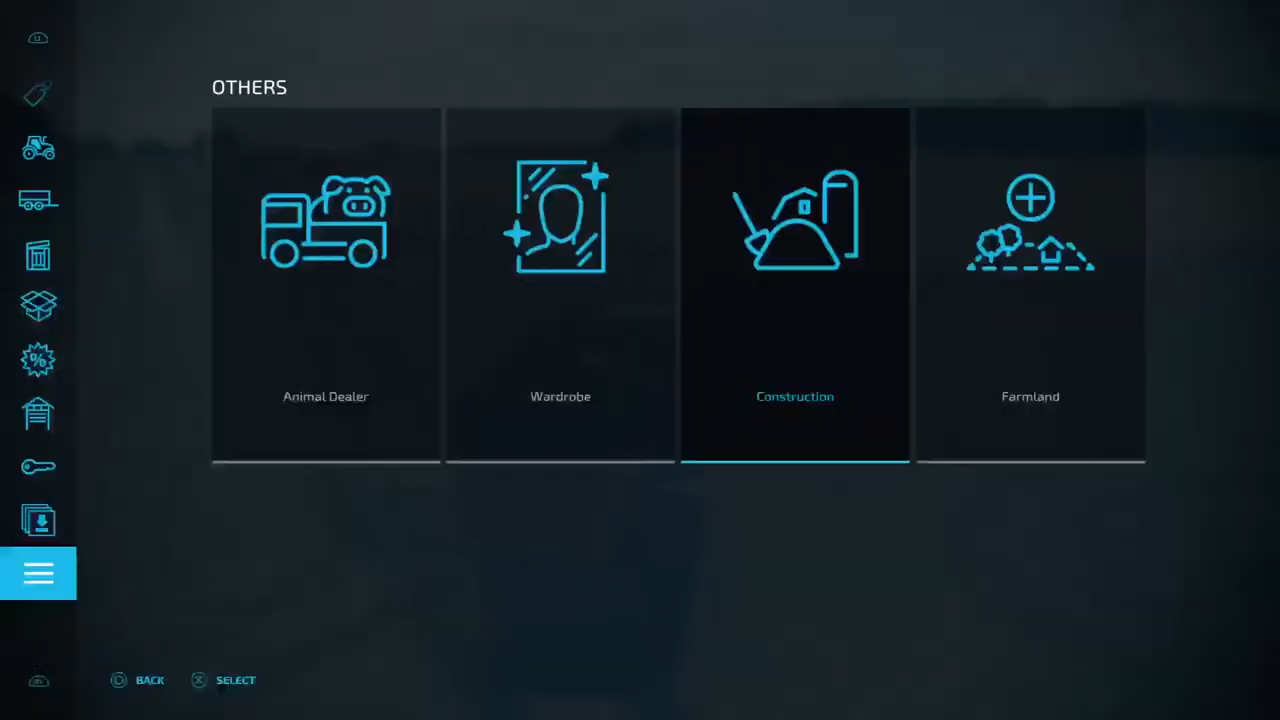 OTHERS
Animal Dealer
Wardrobe
Construction
Farmland
BACK
SELECT